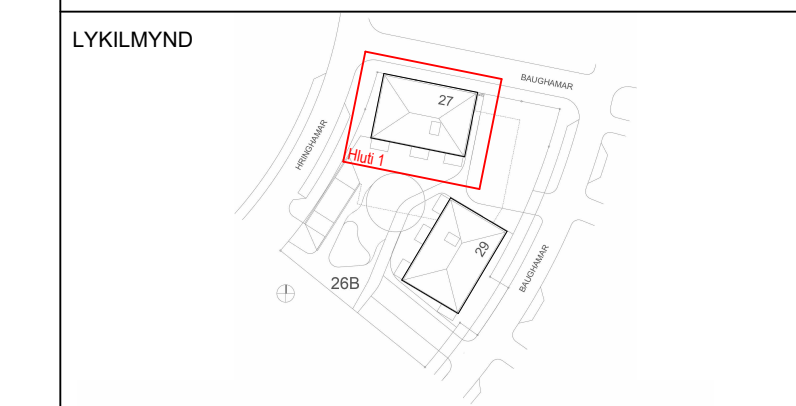 LYKILMYND
BAUGHAMAR
27
HRINGHAMAR
Hluti 1
29
BAUGHAMAR
26B